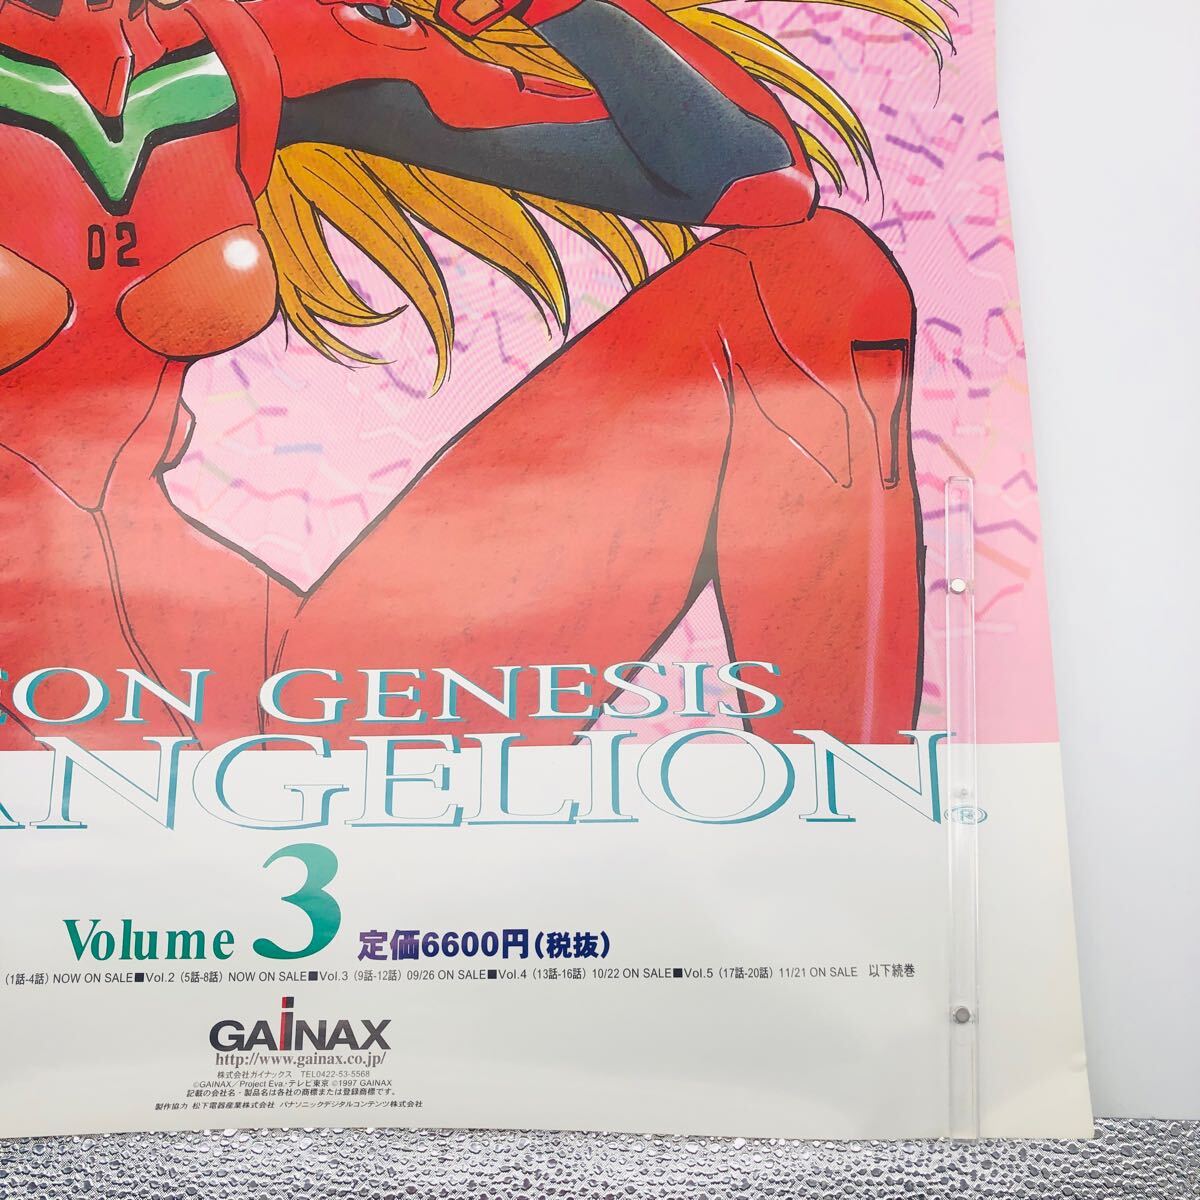 02
EON GENESIS
ANGELION®
Volume 3 定価6600円(税抜)
(1話-4話) NOW ON SALE■Vol.2 (5話-8話) NOW ON SALE■Vol.3 (9話-12話) 09/26 ON SALE■Vol.4 (13話-16話) 10/22 ON SALE■Vol.5 (17話-20話) 11/21 ON SALE 以下続巻
GAiNAX
http://www.gainax.co.jp/
株式会社ガイナックス TEL0422-53-5568
©GAINAX/Project Eva.・テレビ東京 ©1997 GAINAX
記載の会社名・製品名は各社の商標または登録商標です。
製作協力 松下電器産業株式会社 パナソニックデジタルコンテンツ株式会社